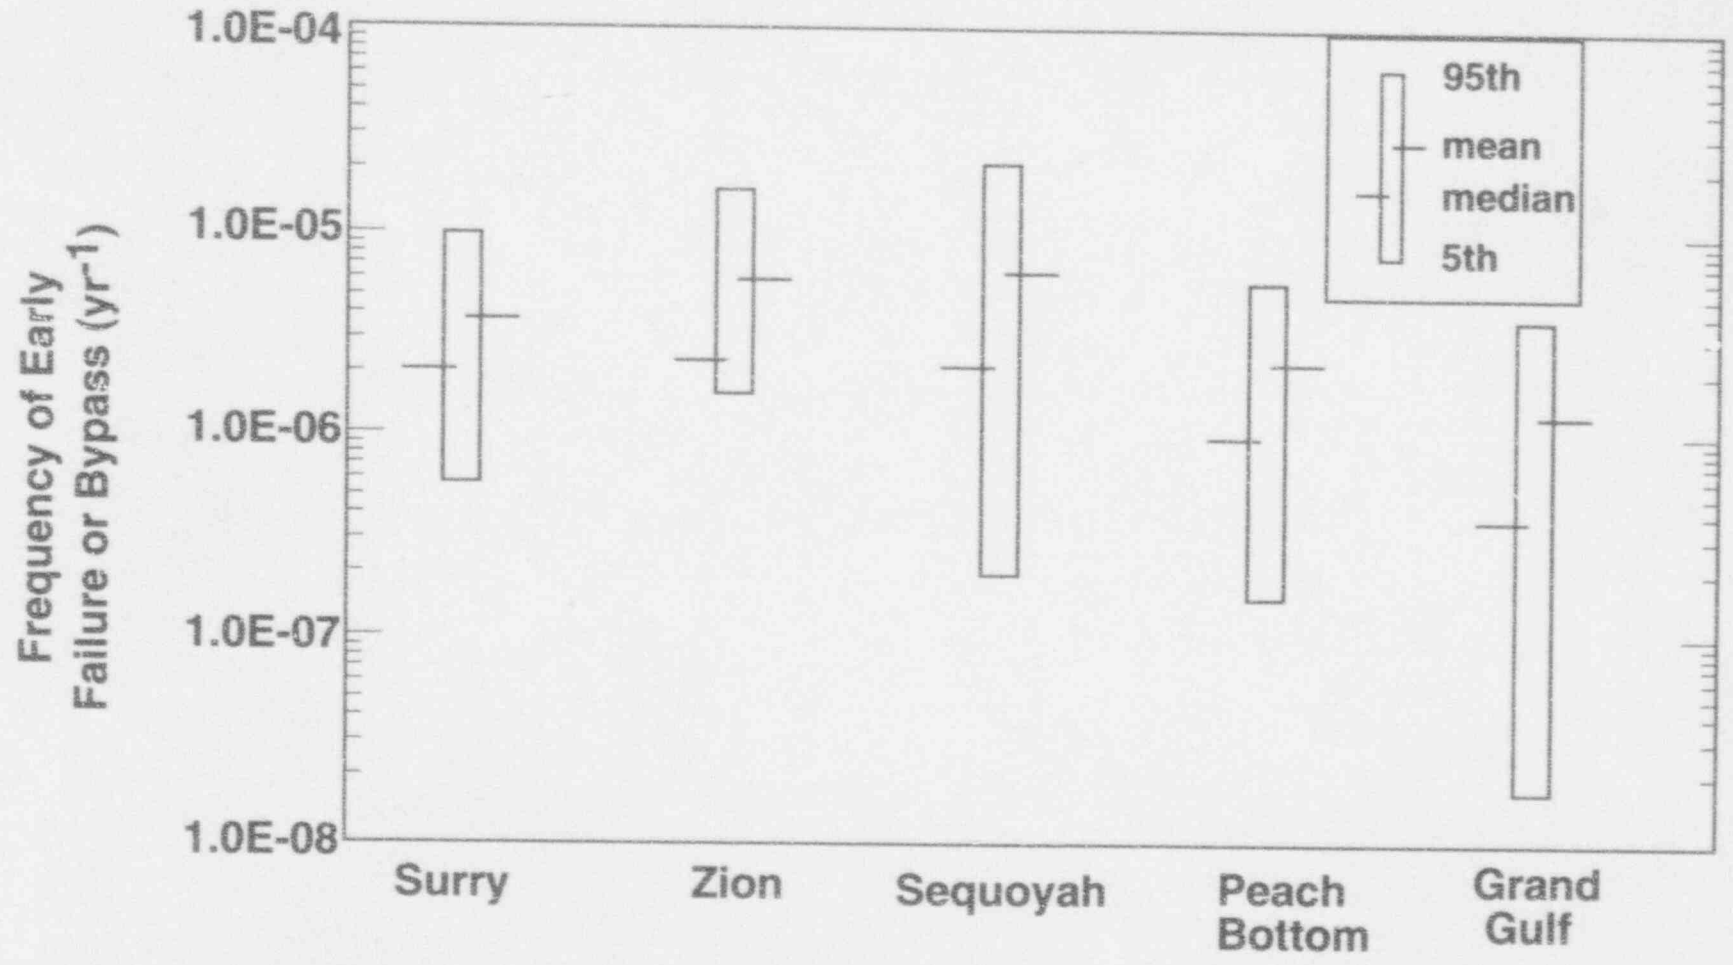 Frequency of Early
Failure or Bypass (yr⁻¹)
1.0E-04
1.0E-05
1.0E-06
1.0E-07
1.0E-08
95th
mean
median
5th
Surry
Zion
Sequoyah
Peach
Bottom
Grand
Gulf